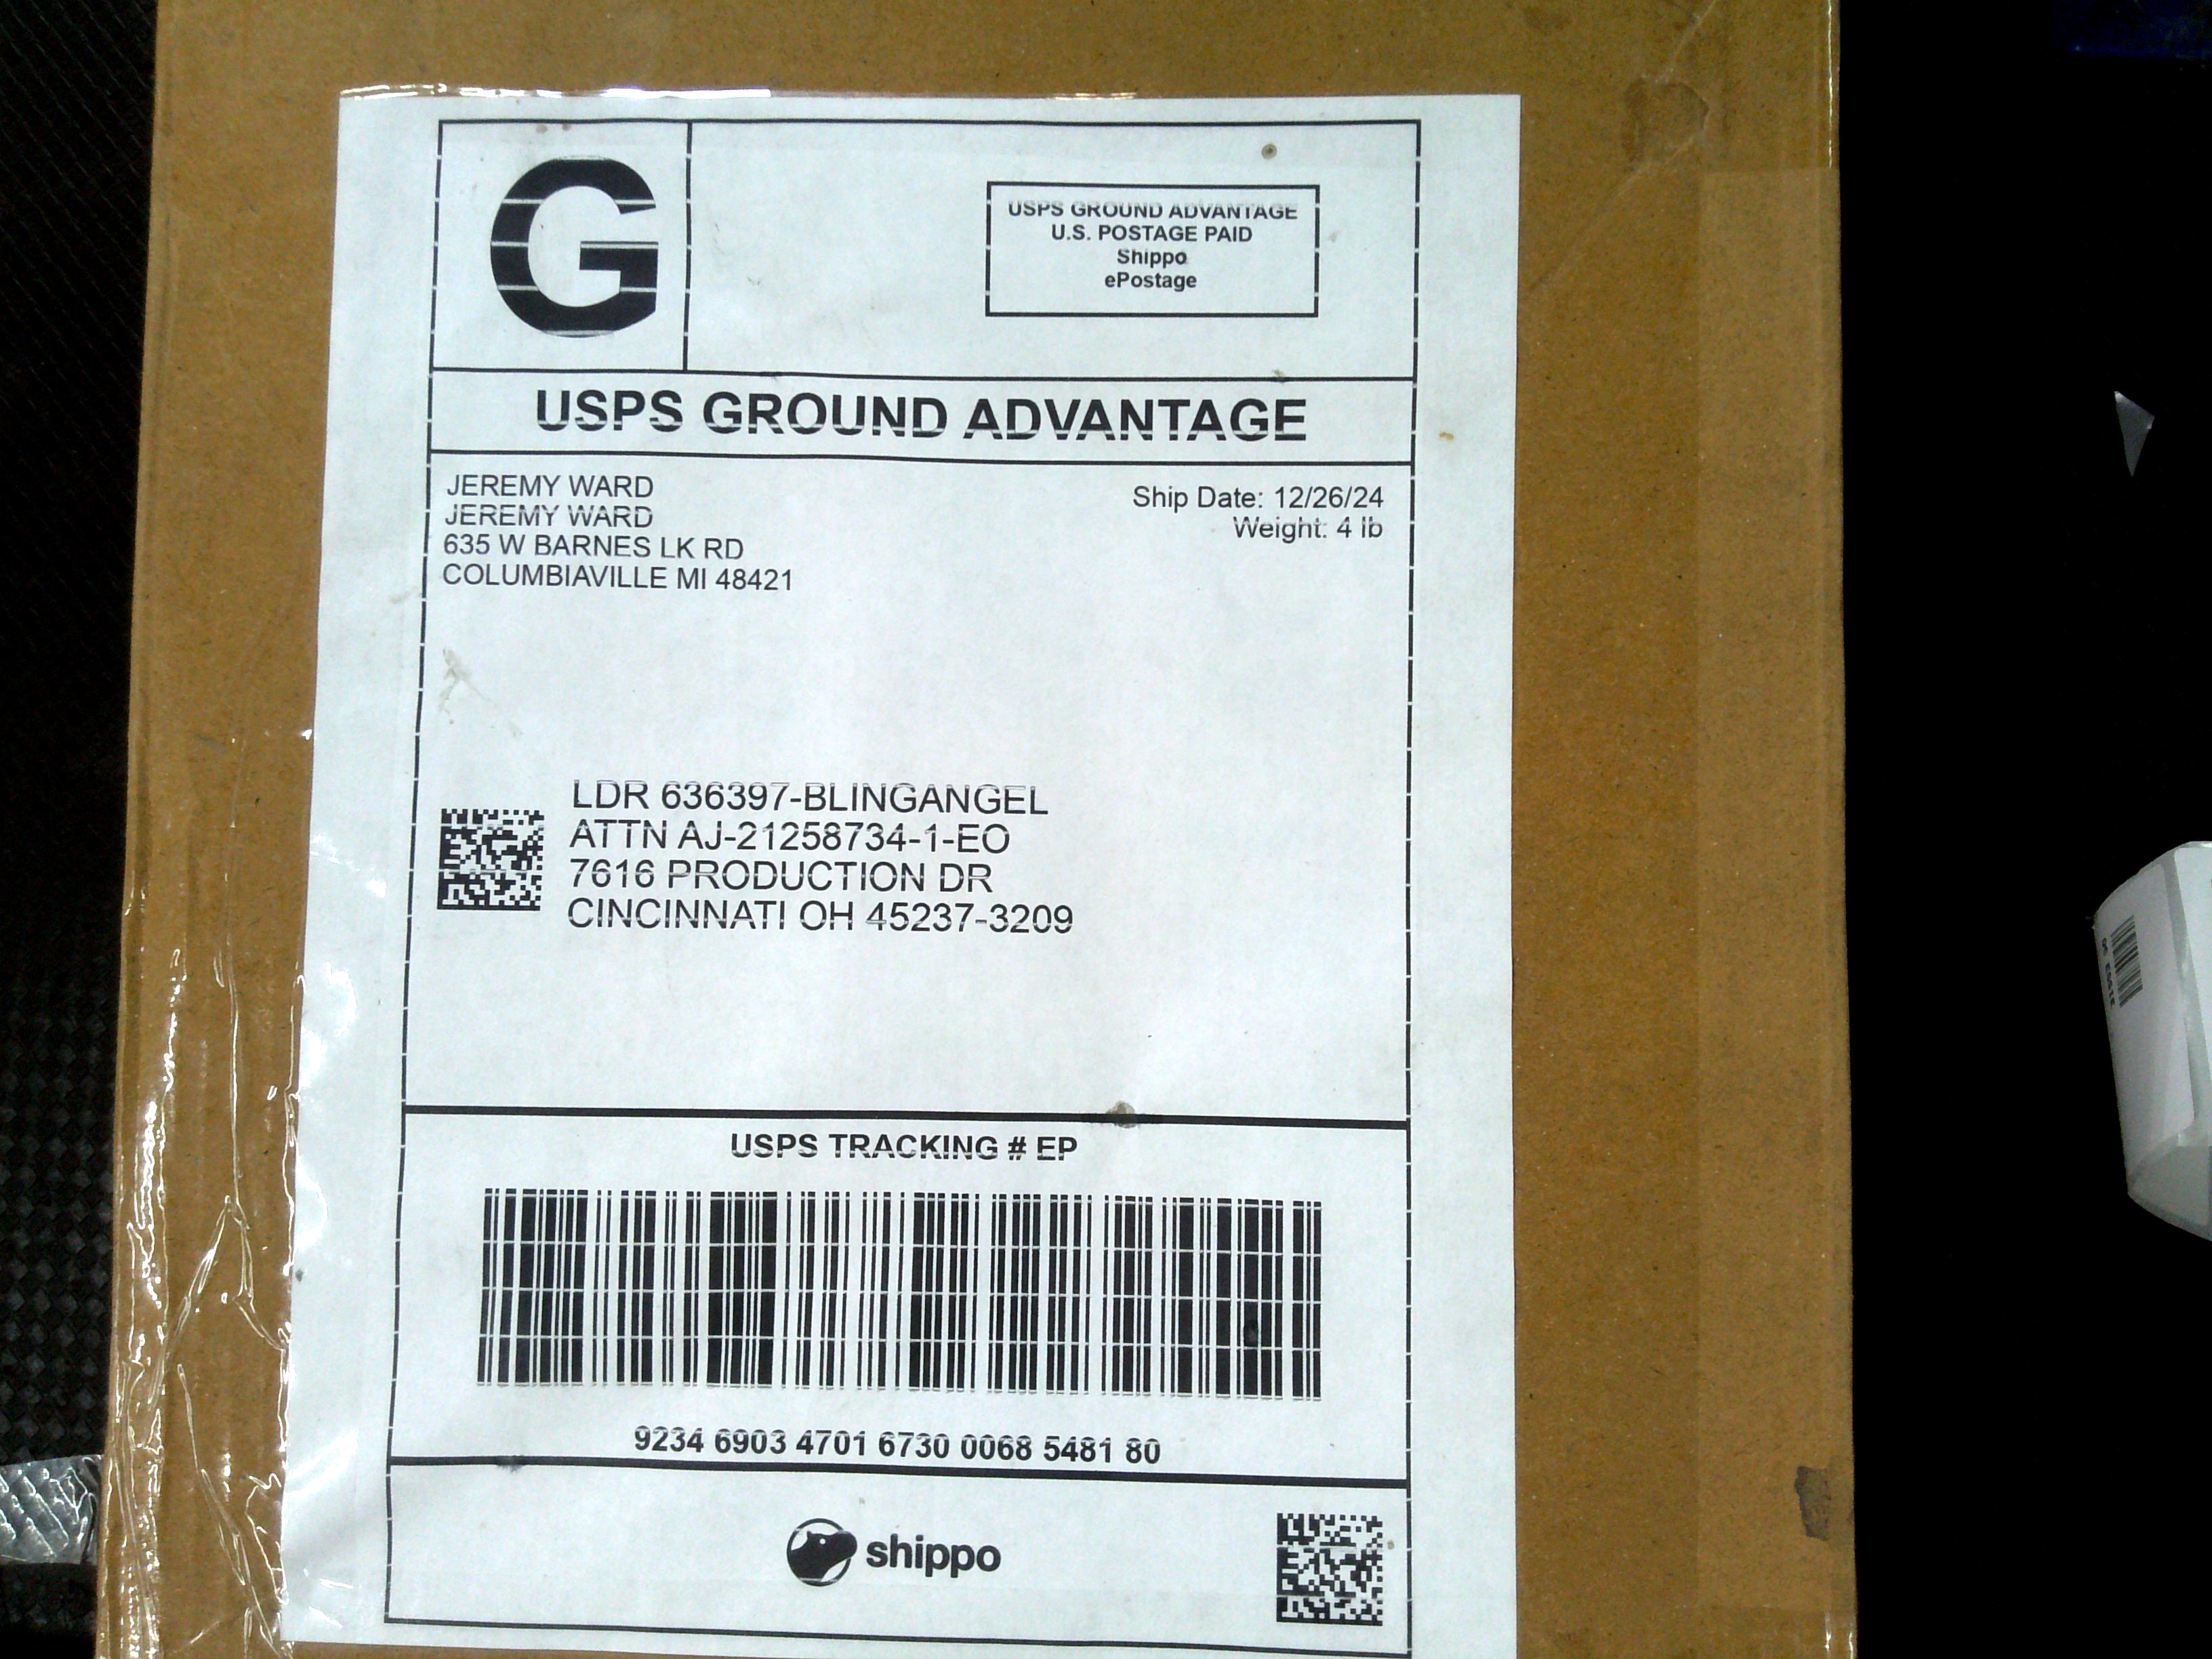 G
USPS GROUND ADVANTAGE
U.S. POSTAGE PAID
Shippo
ePostage
USPS GROUND ADVANTAGE
JEREMY WARD
JEREMY WARD
635 W BARNES LK RD
COLUMBIAVILLE MI 48421
Ship Date: 12/26/24
Weight: 4 lb
LDR 636397-BLINGANGEL
ATTN AJ-21258734-1-EO
7616 PRODUCTION DR
CINCINNATI OH 45237-3209
USPS TRACKING # EP
9234 6903 4701 6730 0068 5481 80
shippo